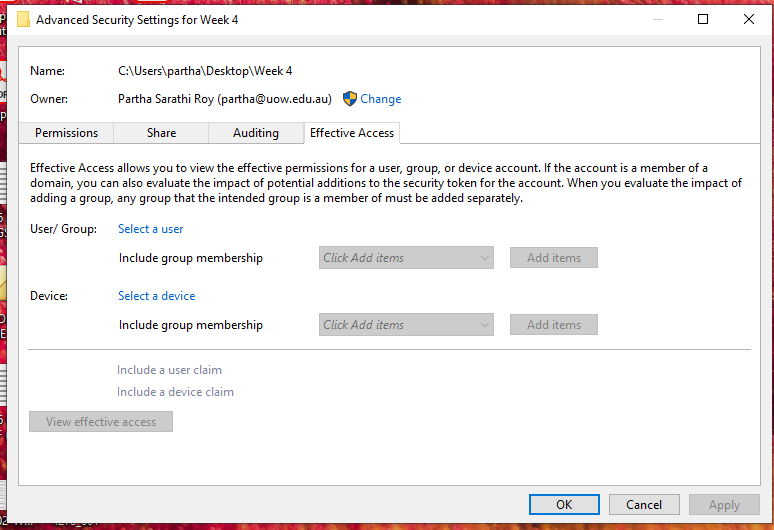 Advanced Security Settings for Week 4
Name: C:\Users\partha\Desktop\Week 4
Owner: Partha Sarathi Roy (partha@uow.edu.au) Change
Permissions Share Auditing Effective Access
Effective Access allows you to view the effective permissions for a user, group, or device account. If the account is a member of a
domain, you can also evaluate the impact of potential additions to the security token for the account. When you evaluate the impact of
adding a group, any group that the intended group is a member of must be added separately.
User/ Group: Select a user
Include group membership Click Add items Add items
Device: Select a device
Include group membership Click Add items Add items
Include a user claim
Include a device claim
View effective access
OK Cancel Apply